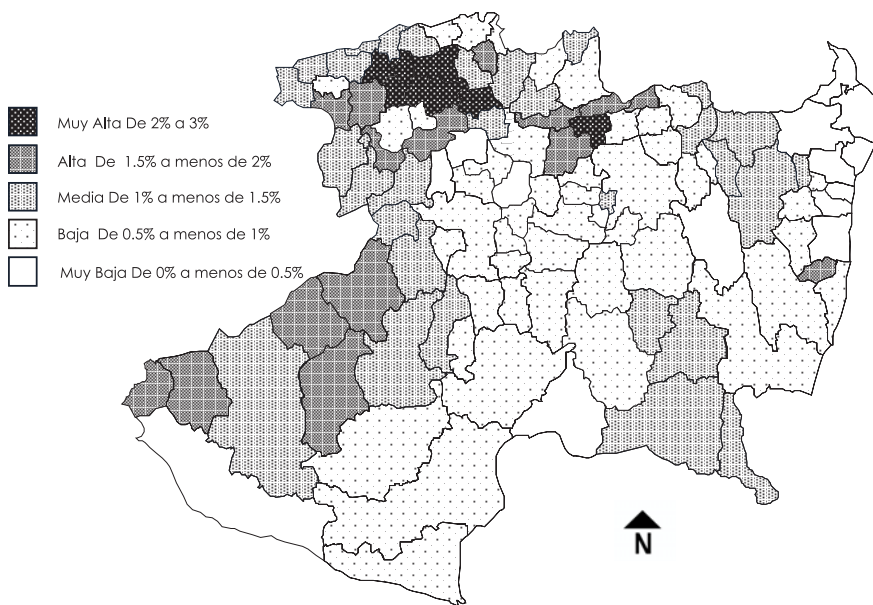 Muy Alta De 2% a 3%
Alta De 1.5% a menos de 2%
Media De 1% a menos de 1.5%
Baja De 0.5% a menos de 1%
Muy Baja De 0% a menos de 0.5%
N